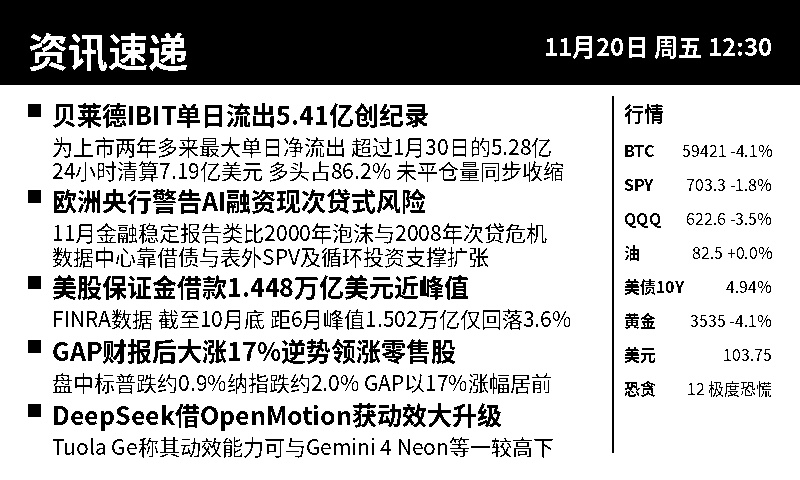 资讯速递
11月20日 周五 12:30
贝莱德IBIT单日流出5.41亿创纪录
为上市两年多来最大单日净流出 超过1月30日的5.28亿
24小时清算7.19亿美元 多头占86.2% 未平仓量同步收缩
欧洲央行警告AI融资现次贷式风险
11月金融稳定报告类比2000年泡沫与2008年次贷危机
数据中心靠借债与表外SPV及循环投资支撑扩张
美股保证金借款1.448万亿美元近峰值
FINRA数据 截至10月底 距6月峰值1.502万亿仅回落3.6%
GAP财报后大涨17%逆势领涨零售股
盘中标普跌约0.9%纳指跌约2.0% GAP以17%涨幅居前
DeepSeek借OpenMotion获动效大升级
Tuola Ge称其动效能力可与Gemini 4 Neon等一较高下
行情
BTC 59421 -4.1%
SPY 703.3 -1.8%
QQQ 622.6 -3.5%
油 82.5 +0.0%
美债10Y 4.94%
黄金 3535 -4.1%
美元 103.75
恐贪 12 极度恐慌